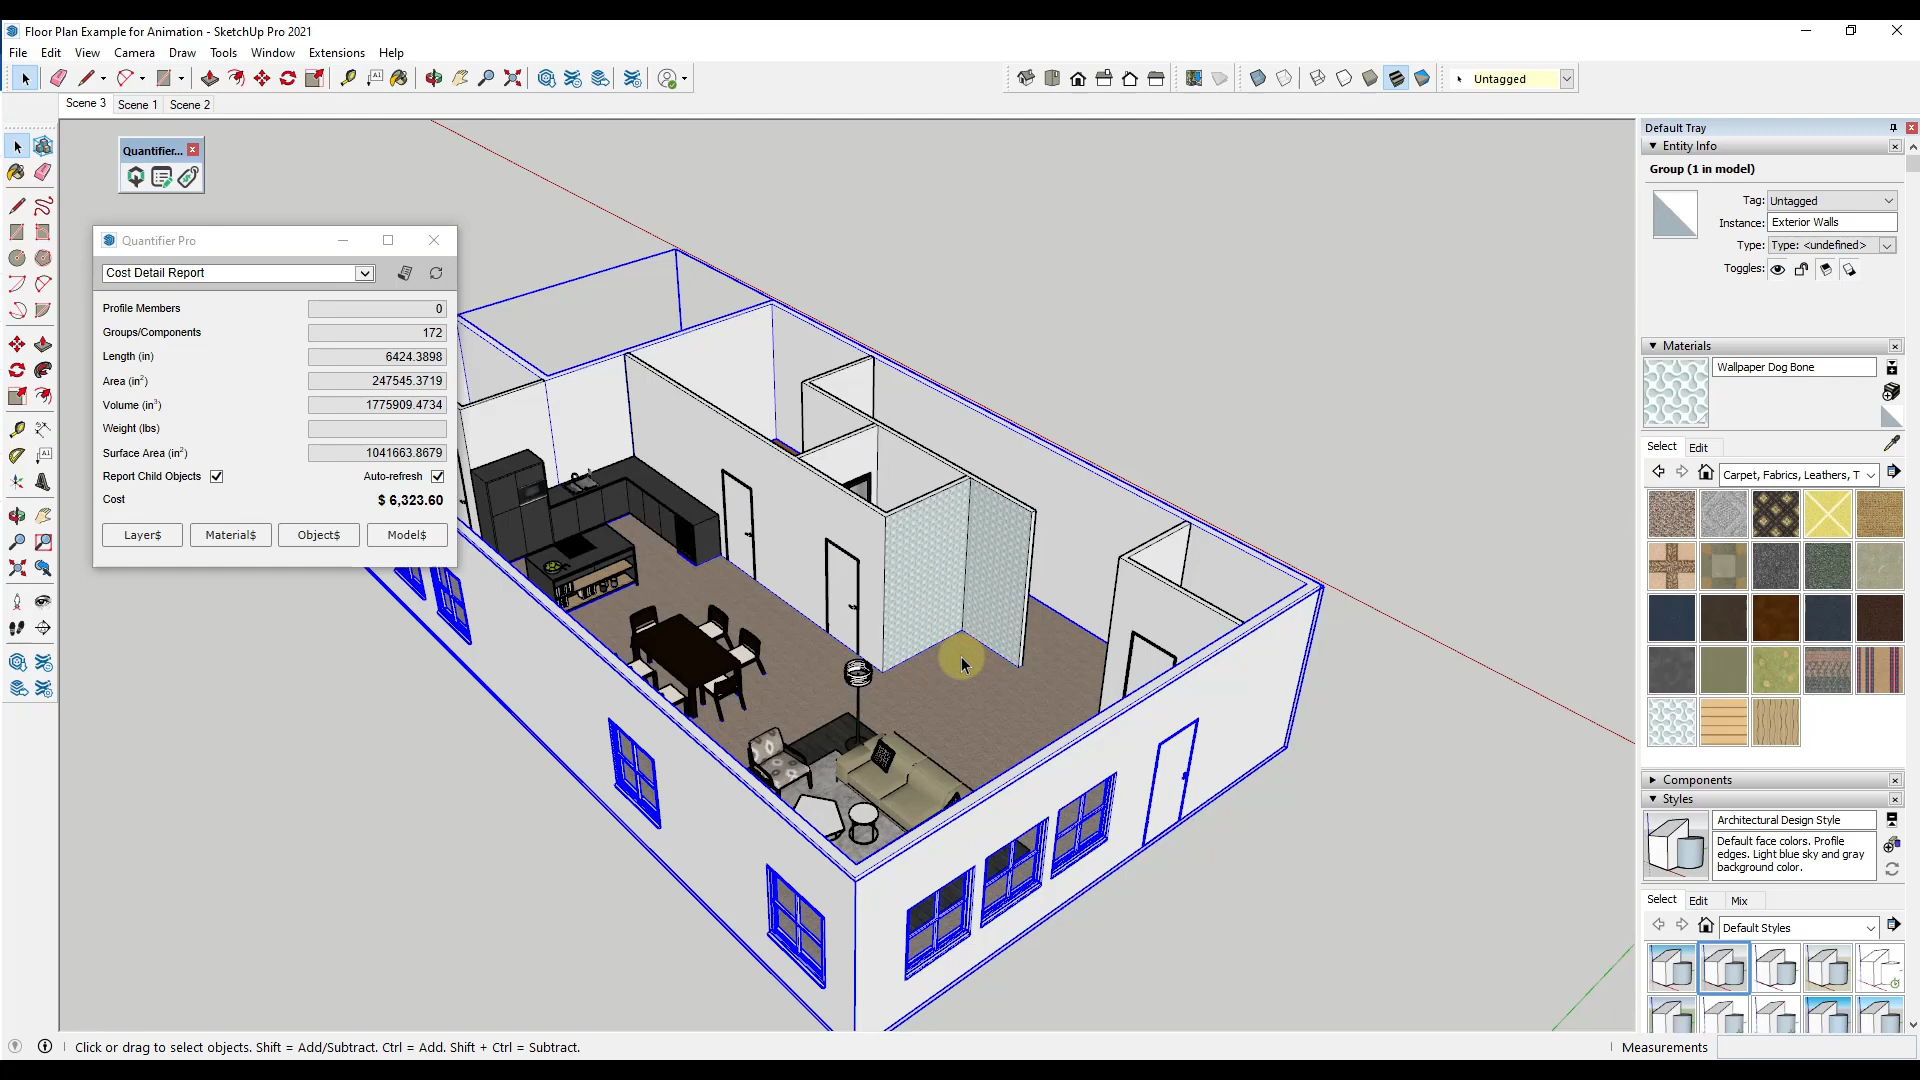 Floor Plan Example for Animation - SketchUp Pro 2021
File Edit View Camera Draw Tools Window Extensions Help
Untagged
Scene 3 Scene 1 Scene 2
Quantifier...
Quantifier Pro
Cost Detail Report
Profile Members 0
Groups/Components 172
Length (in) 6424.3898
Area (in²) 247545.3719
Volume (in³) 1775909.4734
Weight (lbs)
Surface Area (in²) 1041663.8679
Report Child Objects Auto-refresh
Cost $ 6,323.60
Layer$ Material$ Object$ Model$
Default Tray
Entity Info
Group (1 in model)
Tag: Untagged
Instance: Exterior Walls
Type: Type: <undefined>
Toggles:
Materials
Wallpaper Dog Bone
Select Edit
Carpet, Fabrics, Leathers, T
Components
Styles
Architectural Design Style
Default face colors. Profile
edges. Light blue sky and gray
background color.
Select Edit Mix
Default Styles
Click or drag to select objects. Shift = Add/Subtract. Ctrl = Add. Shift + Ctrl = Subtract.
Measurements